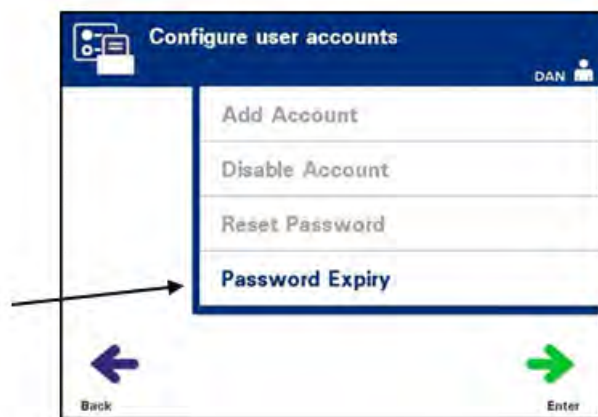 Configure user accounts
DAN
Add Account
Disable Account
Reset Password
Password Expiry
Back
Enter